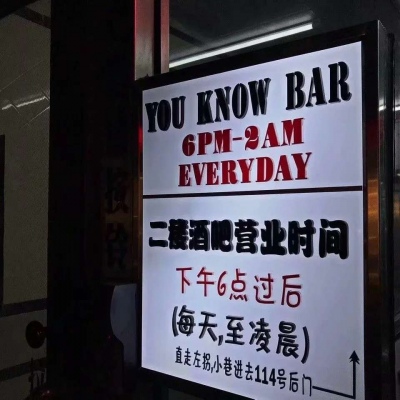 YOU KNOW BAR
6PM-2AM
EVERYDAY
二楼酒吧营业时间
下午6点过后
(每天,至凌晨)
直走左拐,小巷进去114号后门
按铃